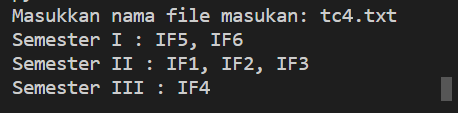 Masukkan nama file masukan: tc4.txt
Semester I : IF5, IF6
Semester II : IF1, IF2, IF3
Semester III : IF4